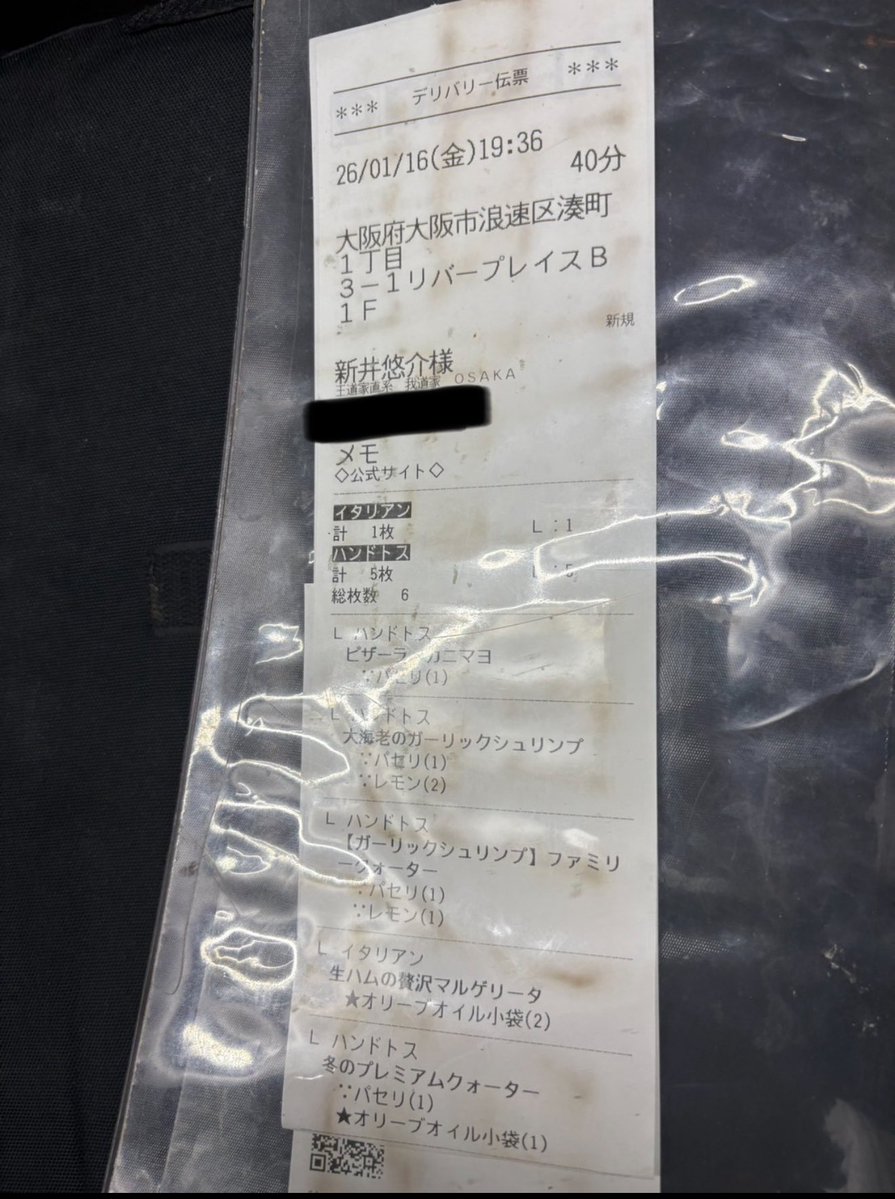 *** デリバリー伝票 ***
26/01/16(金)19:36
40分
大阪府大阪市浪速区湊町
1丁目
3-1リバープレイスB
1F
新規
新井悠介様
王道家直系 我道家 OSAKA
メモ
◇公式サイト◇
イタリアン
計 1枚 L:1
ハンドトス
計 5枚 L:5
総枚数 6
L ハンドトス
ピザーラ カニマヨ
∵パセリ(1)
L ハンドトス
大海老のガーリックシュリンプ
∵パセリ(1)
∵レモン(2)
L ハンドトス
【ガーリックシュリンプ】ファミリ
ークォーター
∵パセリ(1)
∵レモン(1)
L イタリアン
生ハムの贅沢マルゲリータ
★オリーブオイル小袋(2)
L ハンドトス
冬のプレミアムクォーター
∵パセリ(1)
★オリーブオイル小袋(1)